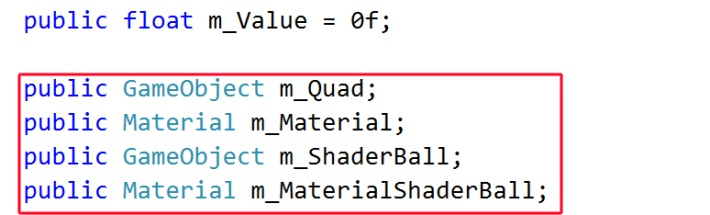 public float m_Value = 0f;
public GameObject m_Quad;
public Material m_Material;
public GameObject m_ShaderBall;
public Material m_MaterialShaderBall;